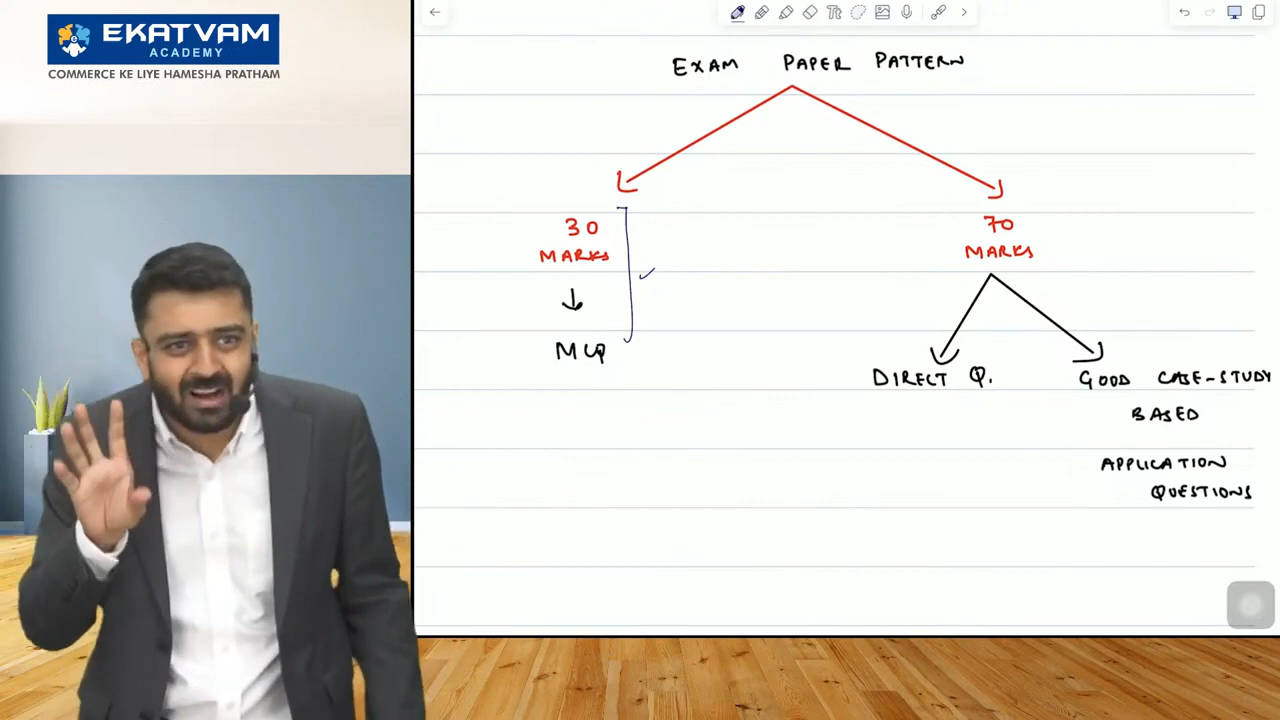 EKATVAM
ACADEMY
COMMERCE KE LIYE HAMESHA PRATHAM
EXAM PAPER PATTERN
30
MARKS
MCQ
70
MARKS
DIRECT Q.
GOOD CASE-STUDY
BASED
APPLICATION
QUESTIONS